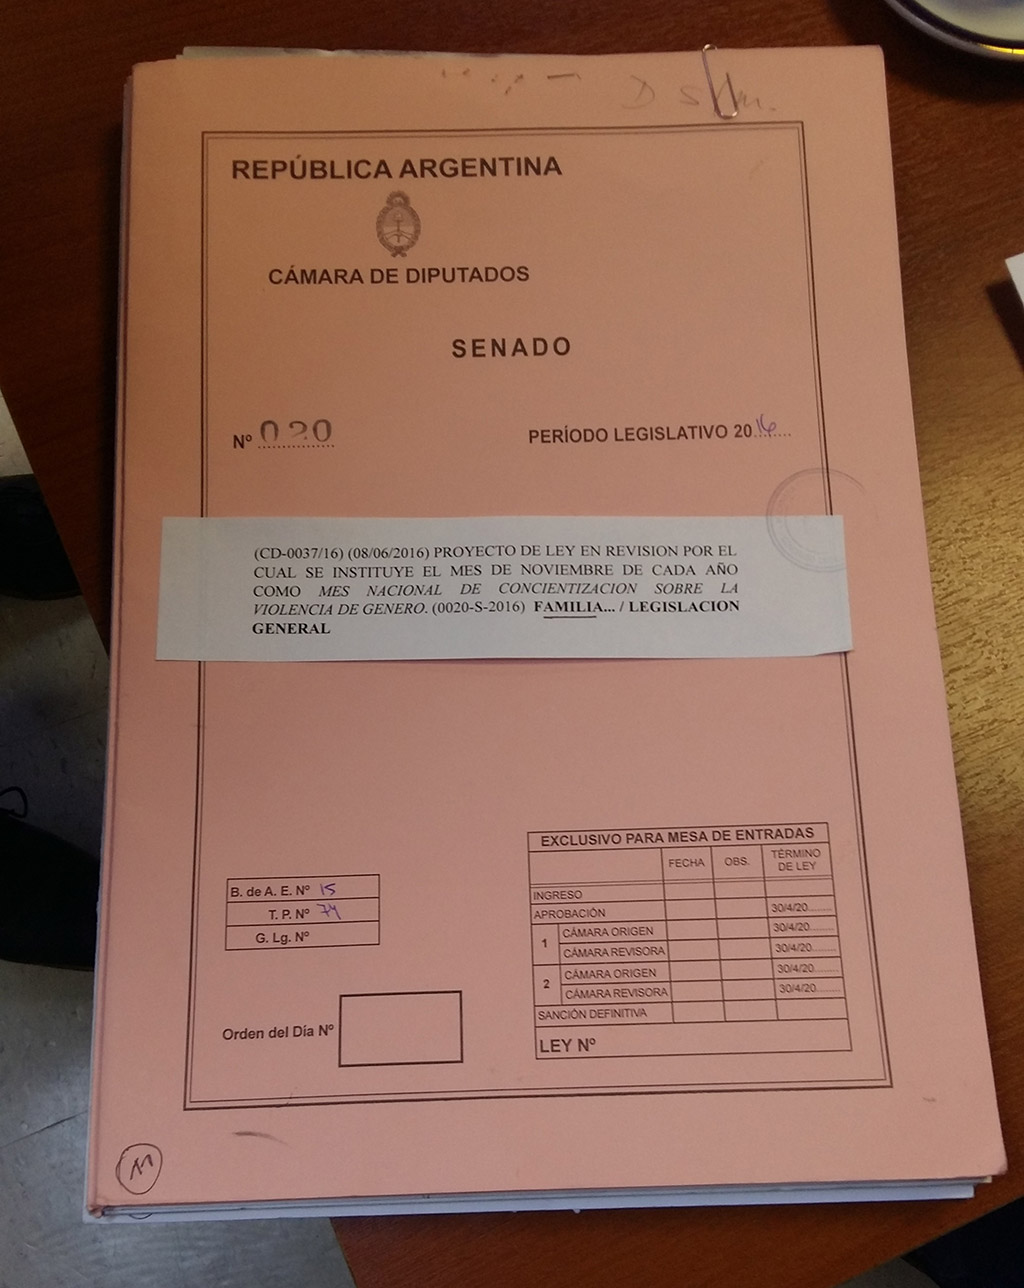 REPÚBLICA ARGENTINA
CÁMARA DE DIPUTADOS
SENADO
Nº 020
PERÍODO LEGISLATIVO 2016
(CD-0037/16) (08/06/2016) PROYECTO DE LEY EN REVISION POR EL
CUAL SE INSTITUYE EL MES DE NOVIEMBRE DE CADA AÑO
COMO MES NACIONAL DE CONCIENTIZACION SOBRE LA
VIOLENCIA DE GENERO. (0020-S-2016) FAMILIA... / LEGISLACION
GENERAL
B. de A. E. Nº 15
T. P. Nº 74
G. Lg. Nº
Orden del Día Nº
EXCLUSIVO PARA MESA DE ENTRADAS
FECHA OBS. TÉRMINO
DE LEY
INGRESO
APROBACIÓN 30/4/20
1 CÁMARA ORIGEN 30/4/20
CÁMARA REVISORA 30/4/20
2 CÁMARA ORIGEN 30/4/20
CÁMARA REVISORA 30/4/20
SANCIÓN DEFINITIVA
LEY Nº
M